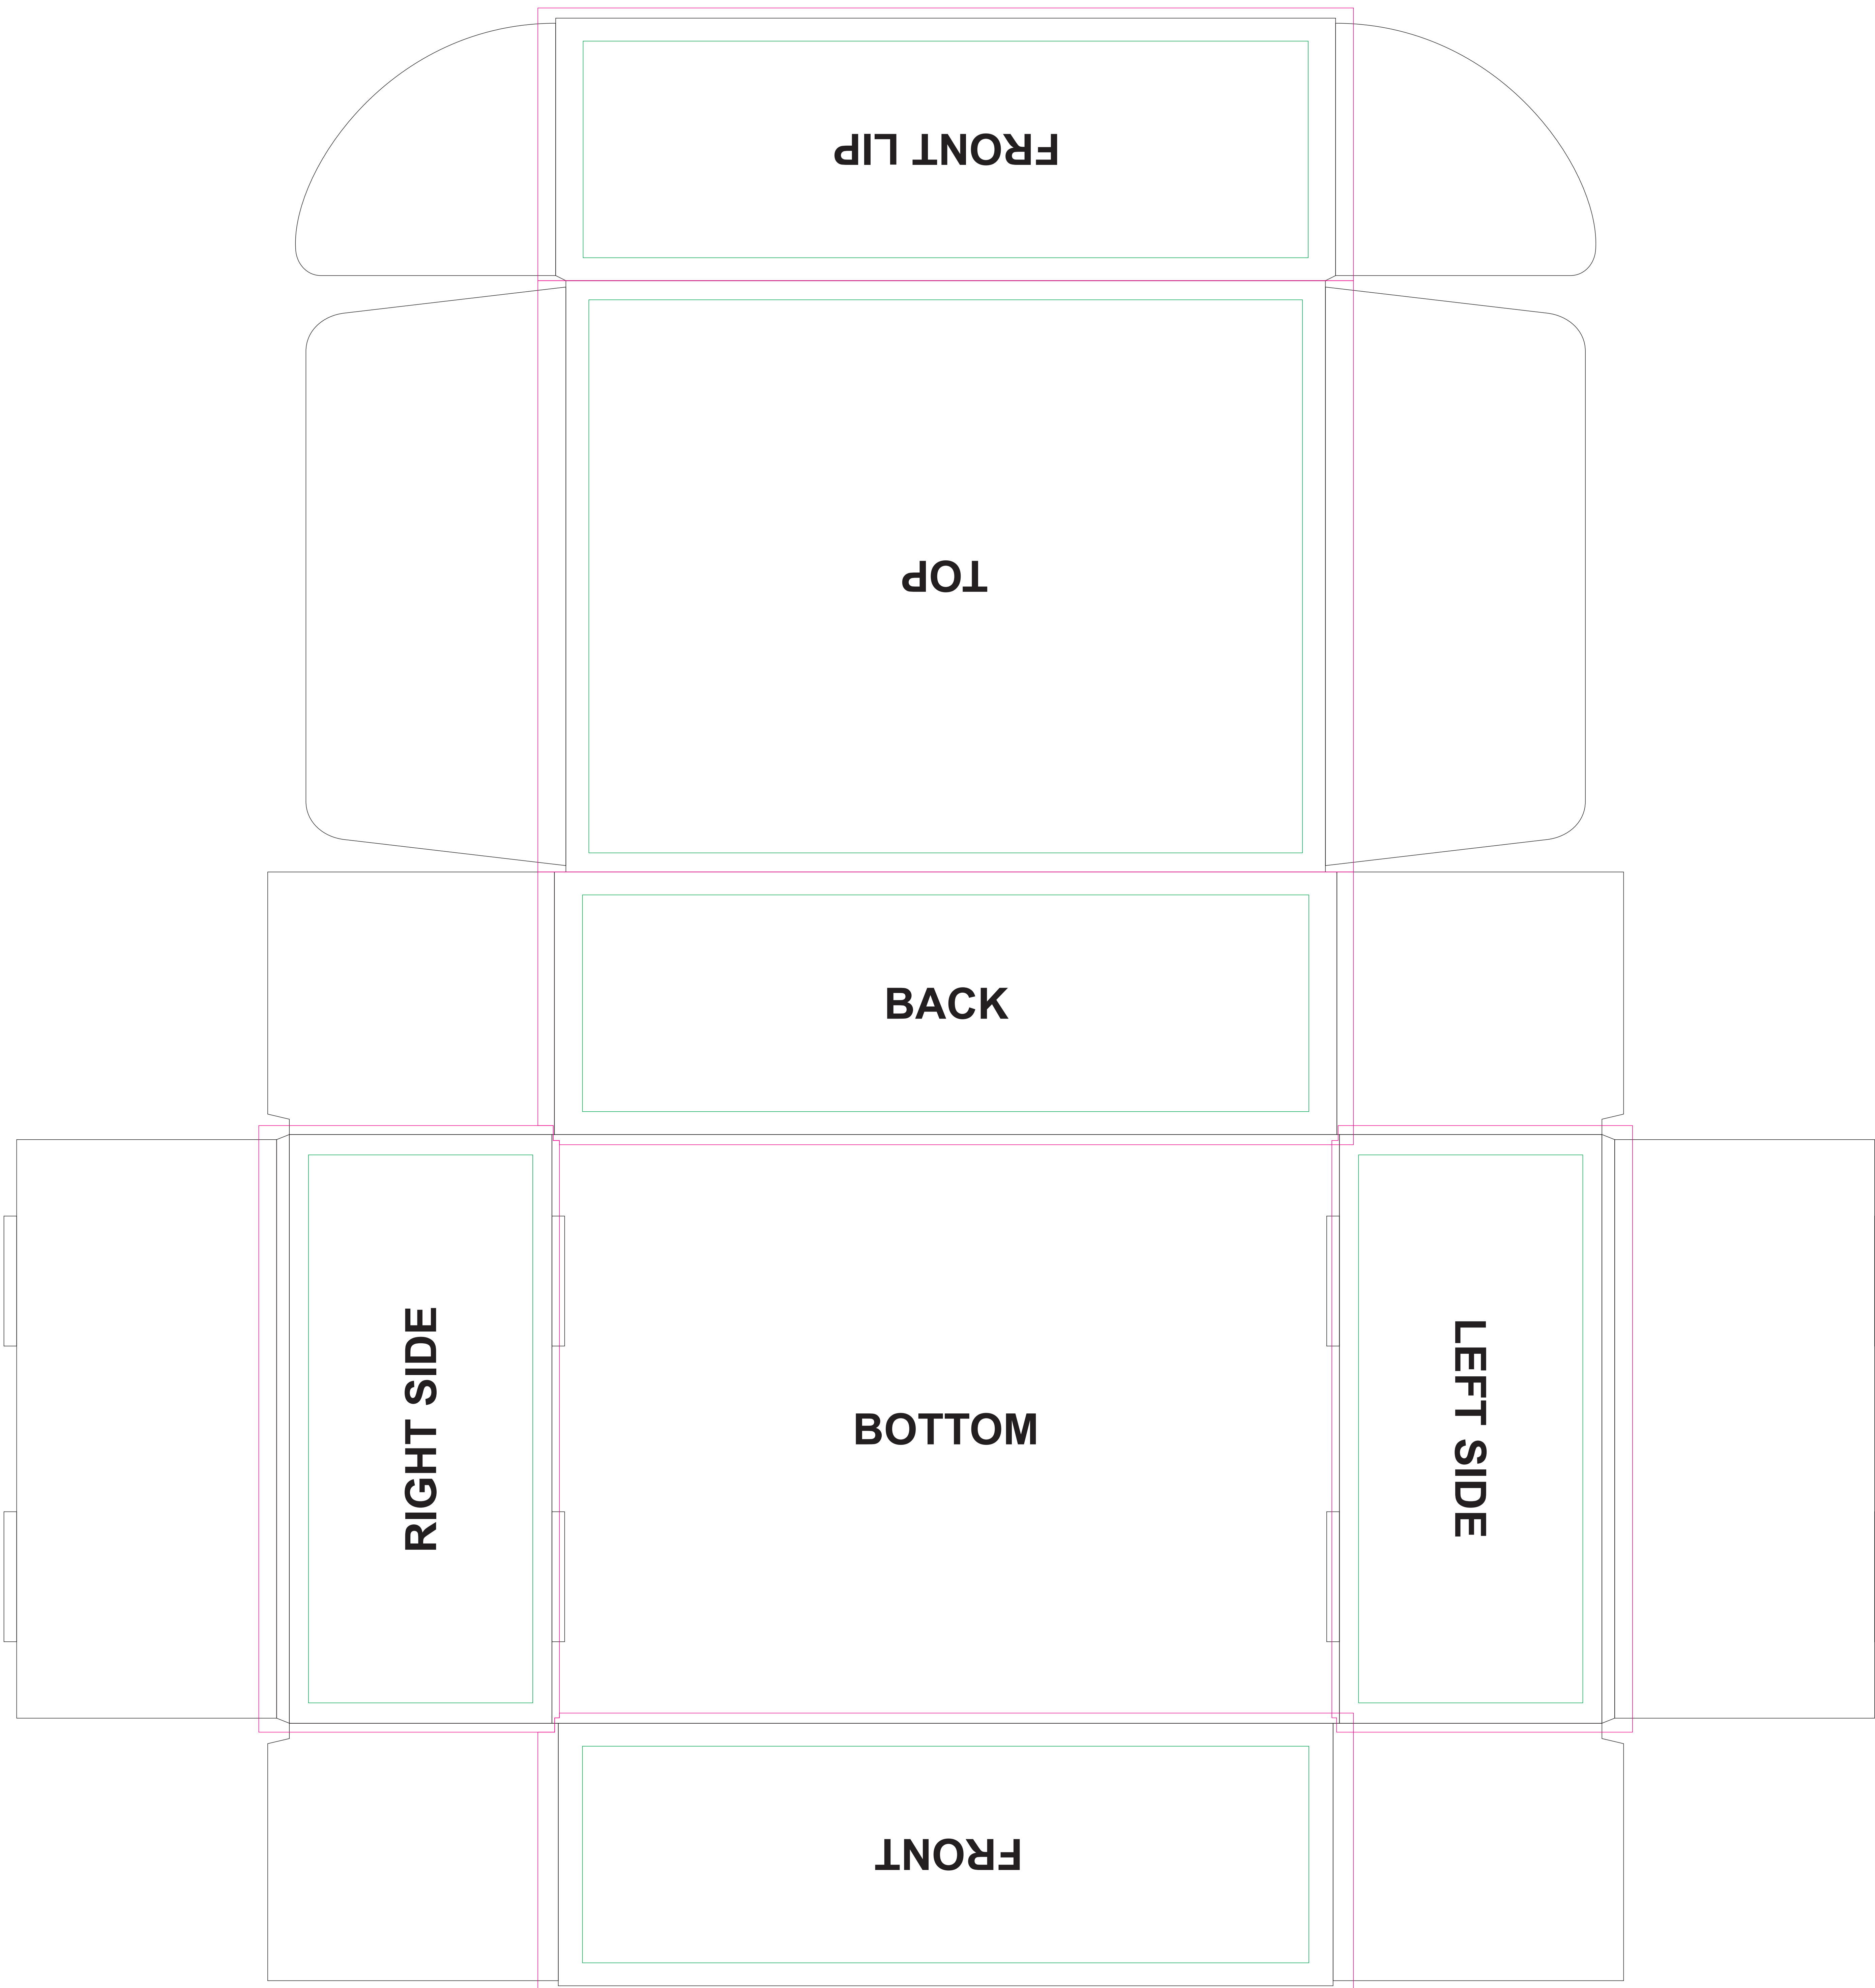 FRONT LIP
TOP
BACK
RIGHT SIDE
BOTTOM
LEFT SIDE
FRONT